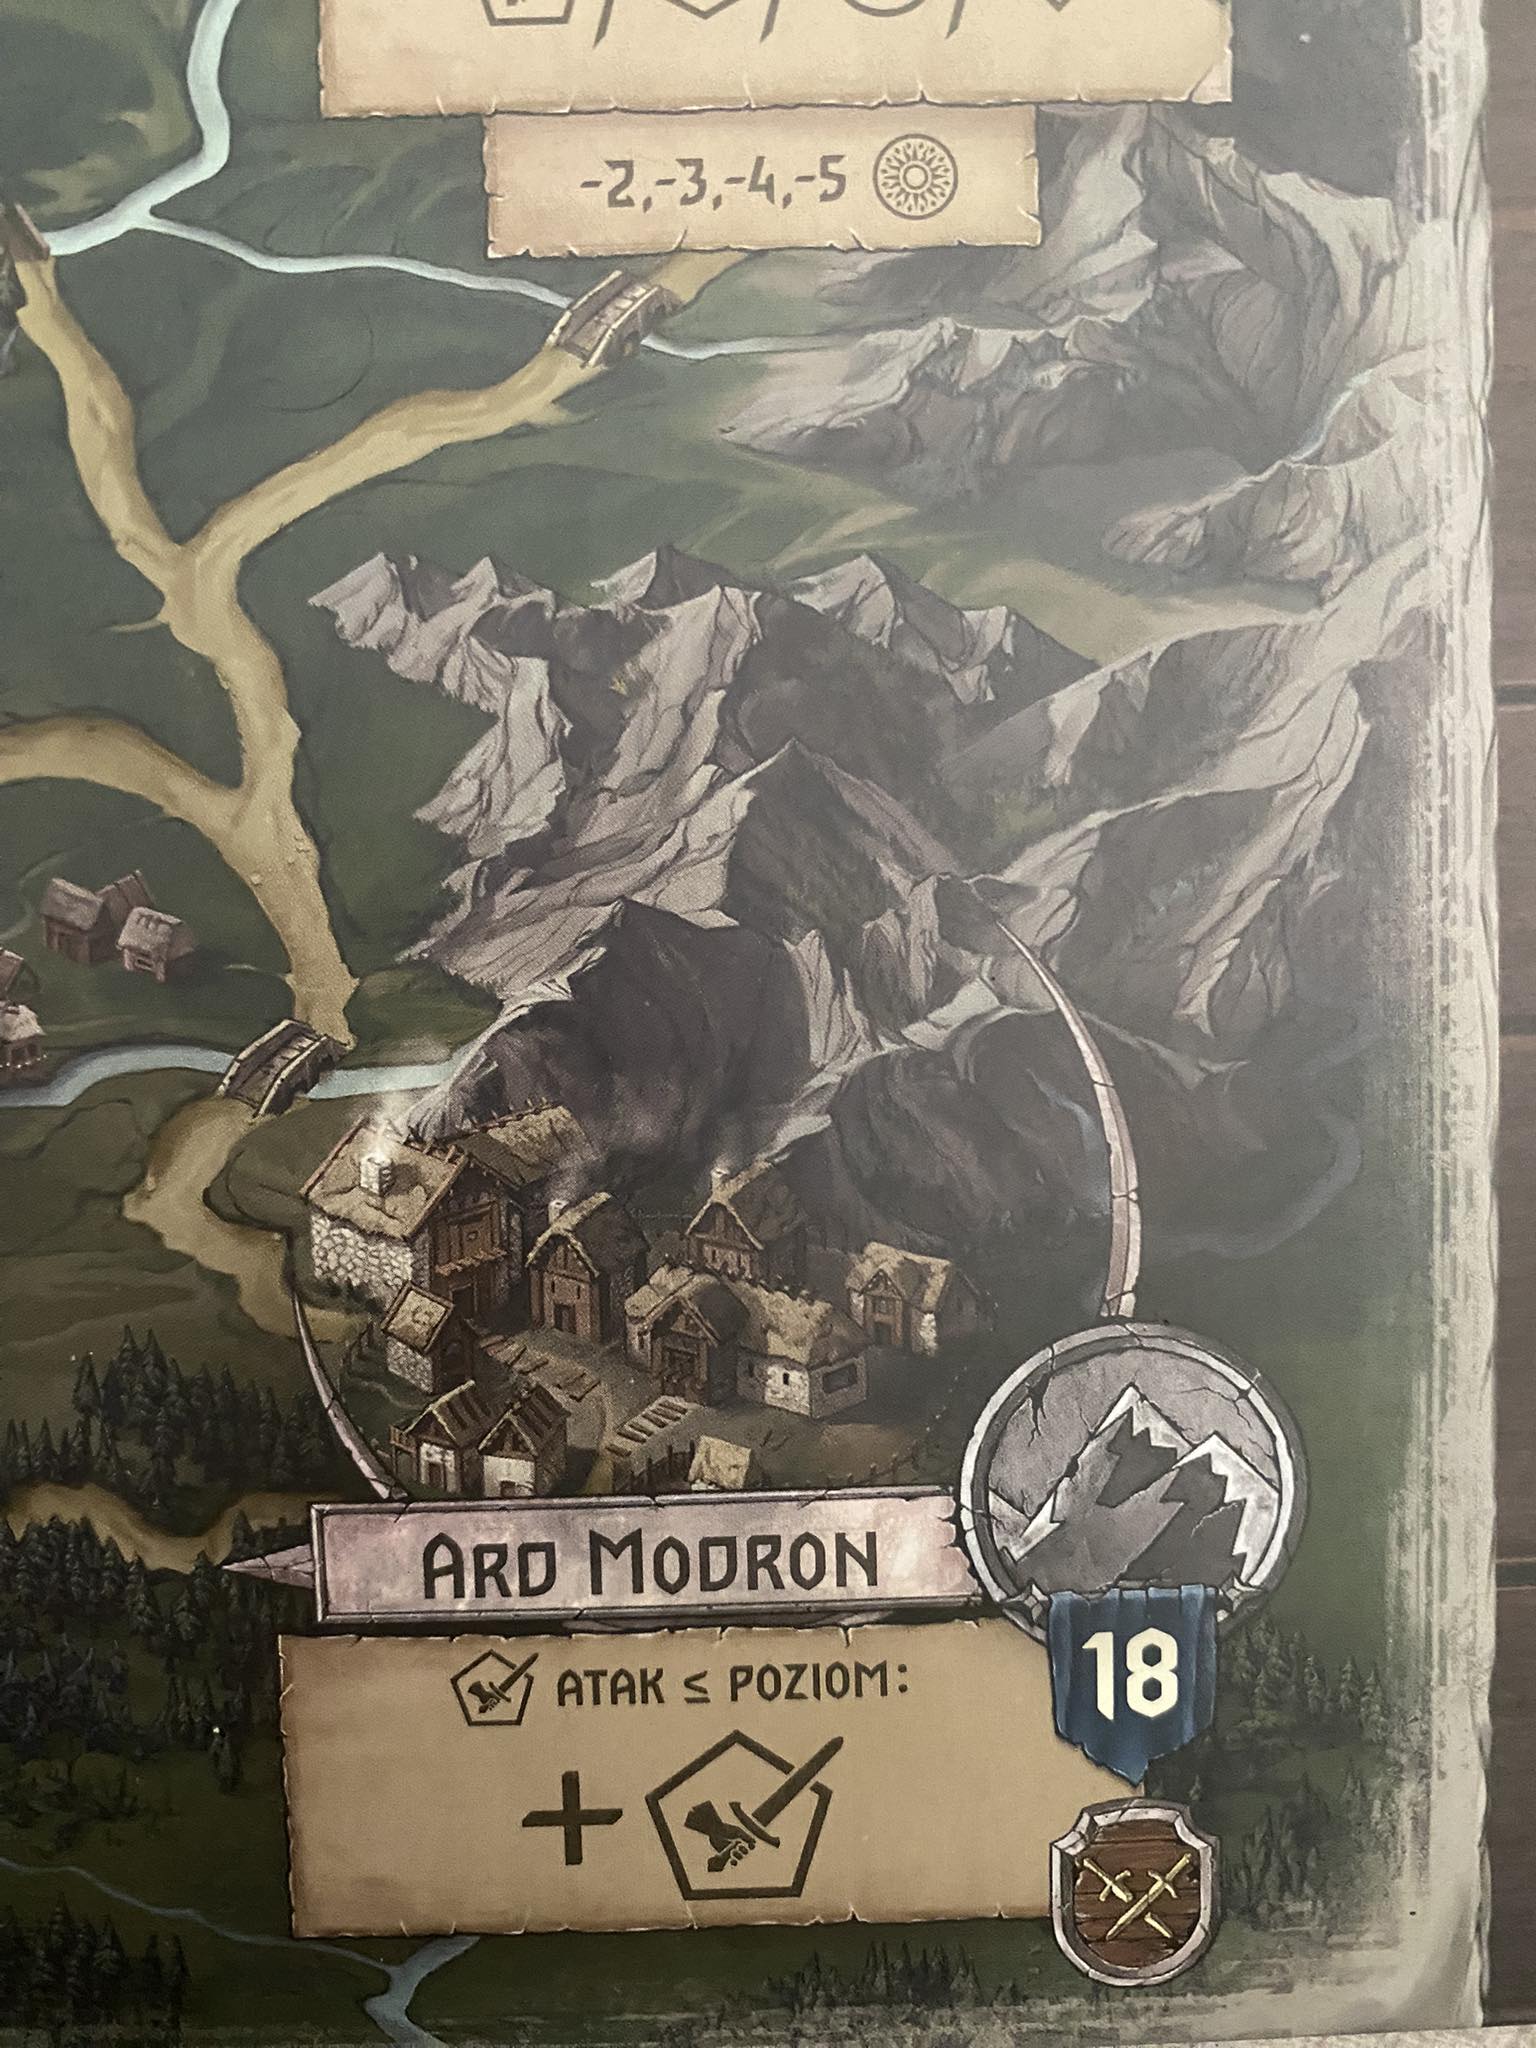 -2,-3,-4,-5
ARD MODRON
ATAK ≤ POZIOM:
+
18